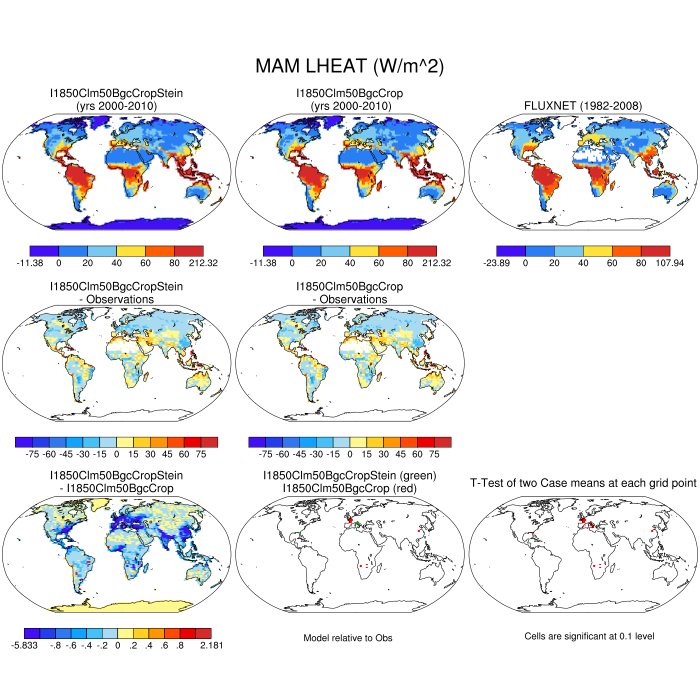 MAM LHEAT (W/m^2)
I1850Clm50BgcCropStein
(yrs 2000-2010)
I1850Clm50BgcCrop
(yrs 2000-2010)
FLUXNET (1982-2008)
-11.38 0 20 40 60 80 212.32
-11.38 0 20 40 60 80 212.32
-23.89 0 20 40 60 80 107.94
I1850Clm50BgcCropStein
- Observations
I1850Clm50BgcCrop
- Observations
-75 -60 -45 -30 -15 0 15 30 45 60 75
-75 -60 -45 -30 -15 0 15 30 45 60 75
I1850Clm50BgcCropStein
- I1850Clm50BgcCrop
I1850Clm50BgcCropStein (green)
I1850Clm50BgcCrop (red)
T-Test of two Case means at each grid point
-5.833 -.8 -.6 -.4 -.2 0 .2 .4 .6 .8 2.181
Model relative to Obs
Cells are significant at 0.1 level